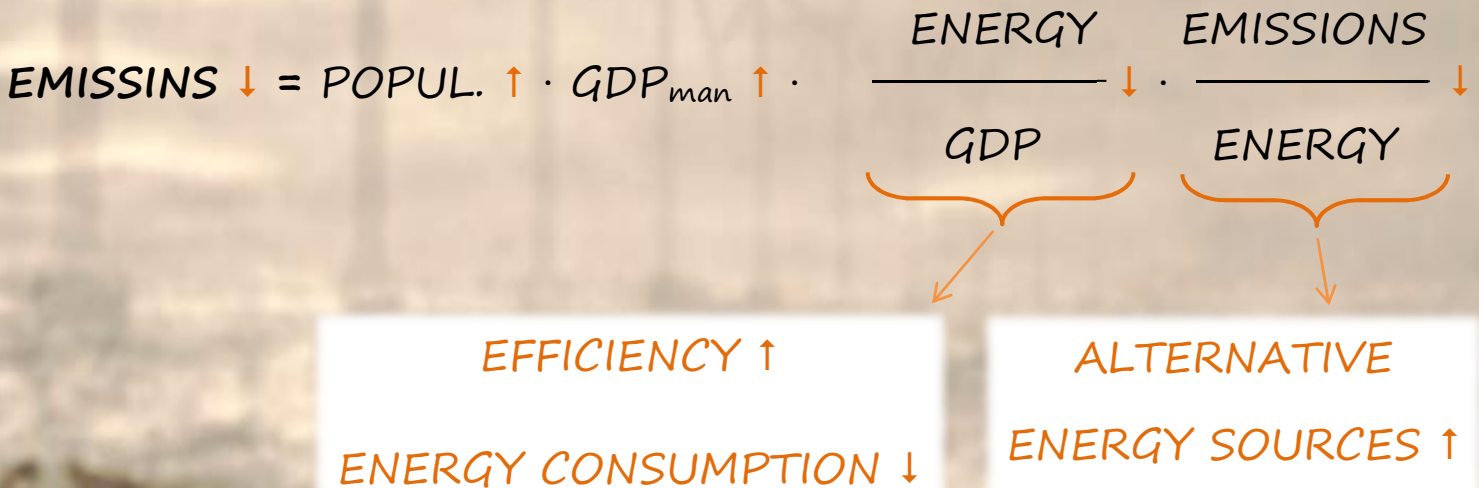 ENERGY EMISSIONS
EMISSINS ↓ = POPUL. ↑ · GDPman ↑ · ↓ · ↓
GDP ENERGY
EFFICIENCY ↑
ENERGY CONSUMPTION ↓
ALTERNATIVE
ENERGY SOURCES ↑